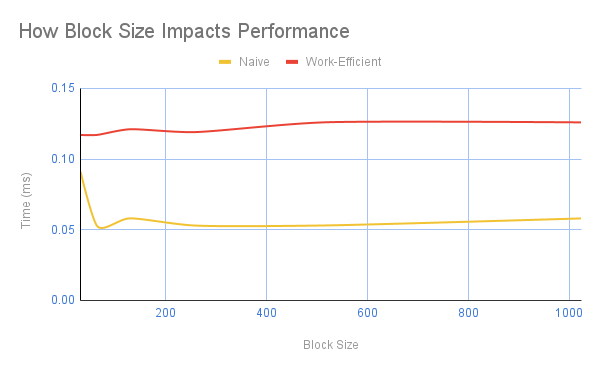 How Block Size Impacts Performance
Naive Work-Efficient
Time (ms)
0.15
0.10
0.05
0.00
200 400 600 800 1000
Block Size